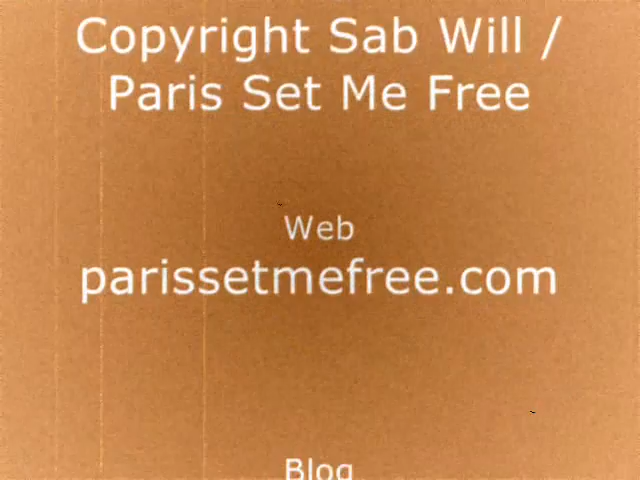 Copyright Sab Will /
Paris Set Me Free
Web
parissetmefree.com
Blog